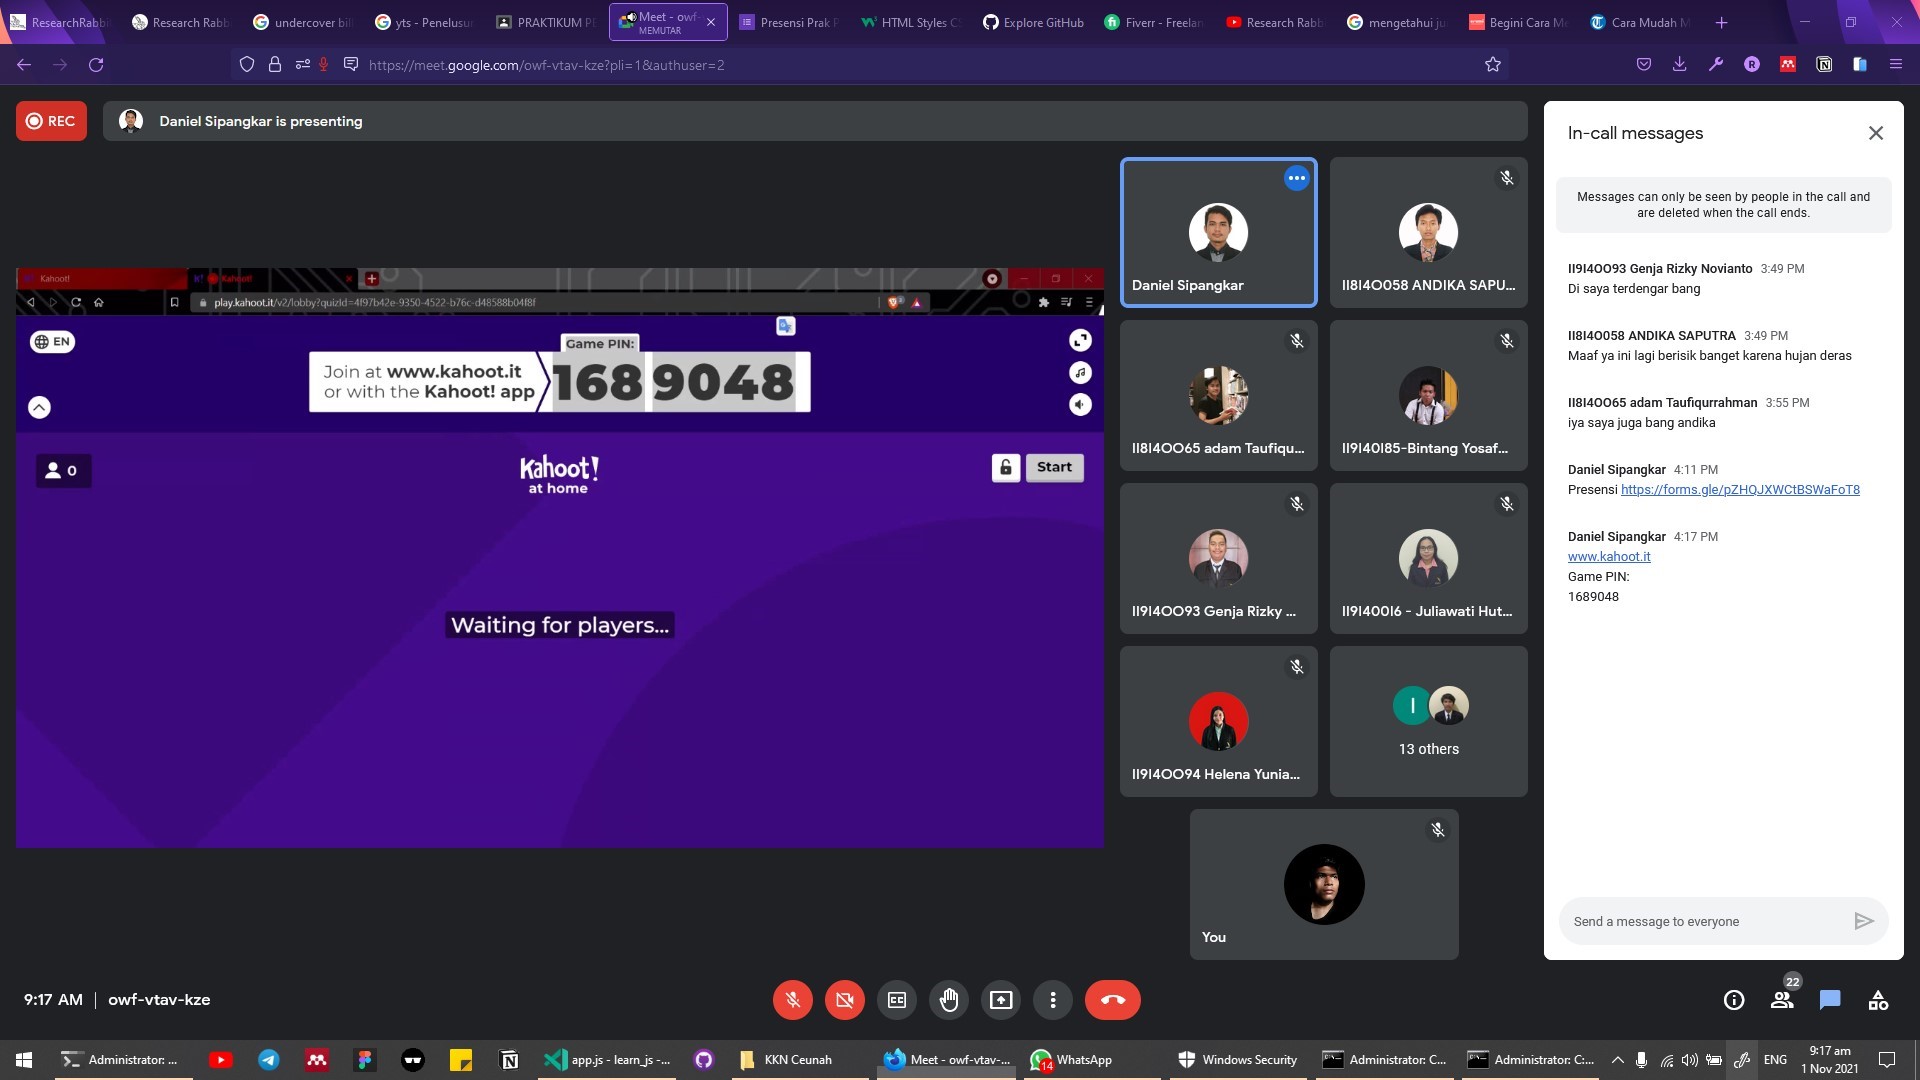 ResearchRabb
Research Rabb
undercover bil
yts - Penelusu
PRAKTIKUM PE
Meet - owf-
MEMUTAR
Presensi Prak P
HTML Styles CS
Explore GitHub
Fiverr - Freelan
Research Rabb
mengetahui ju
Begini Cara Me
Cara Mudah M
https://meet.google.com/owf-vtav-kze?pli=1&authuser=2
REC
Daniel Sipangkar is presenting
Kahoot!
Kahoot!
play.kahoot.it/v2/lobby?quizId=4f97b42e-9350-4522-b76c-d48588b04f8f
EN
Game PIN:
Join at www.kahoot.it
or with the Kahoot! app
168 9048
0
Kahoot!
at home
Start
Waiting for players...
Daniel Sipangkar
118140058 ANDIKA SAPU...
118140065 adam Taufiqu...
119140185-Bintang Yosaf...
119140093 Genja Rizky ...
119140016 - Juliawati Hut...
119140094 Helena Yunia...
I
13 others
You
In-call messages
Messages can only be seen by people in the call and
are deleted when the call ends.
119140093 Genja Rizky Novianto 3:49 PM
Di saya terdengar bang
118140058 ANDIKA SAPUTRA 3:49 PM
Maaf ya ini lagi berisik banget karena hujan deras
118140065 adam Taufiqurrahman 3:55 PM
iya saya juga bang andika
Daniel Sipangkar 4:11 PM
Presensi https://forms.gle/pZHQJXWCtBSWaFoT8
Daniel Sipangkar 4:17 PM
www.kahoot.it
Game PIN:
1689048
Send a message to everyone
9:17 AM | owf-vtav-kze
22
Administrator: ...
app.js - learn_js -...
KKN Ceunah
Meet - owf-vtav-...
14
WhatsApp
Windows Security
Administrator: C...
Administrator: C:...
ENG
9:17 am
1 Nov 2021